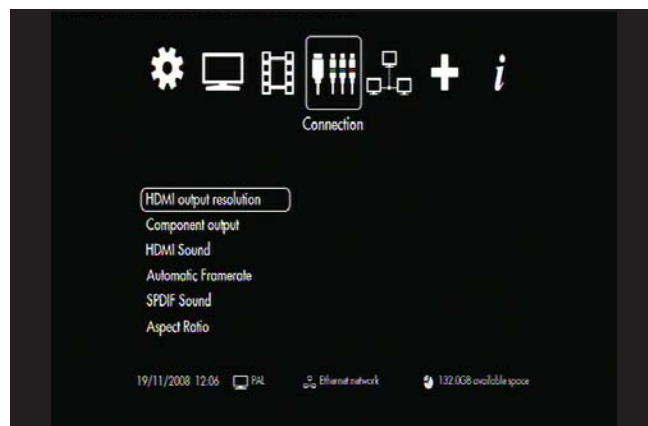 Connection
HDMI output resolution
Component output
HDMI Sound
Automatic Framerate
SPDIF Sound
Aspect Ratio
19/11/2008 12:06 PAL Ethernet network 132.0GB available space